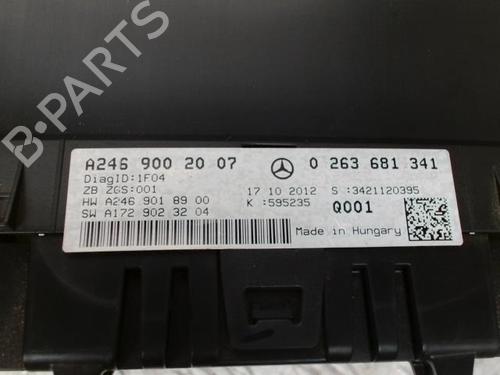 B-PARTS
A246 900 20 07 0 263 681 341
DiagID:1F04
ZB ZGS:001 17 10 2012 S :3421120395
HW A246 901 89 00 K :595235 Q001
SW A172 902 32 04
Made in Hungary